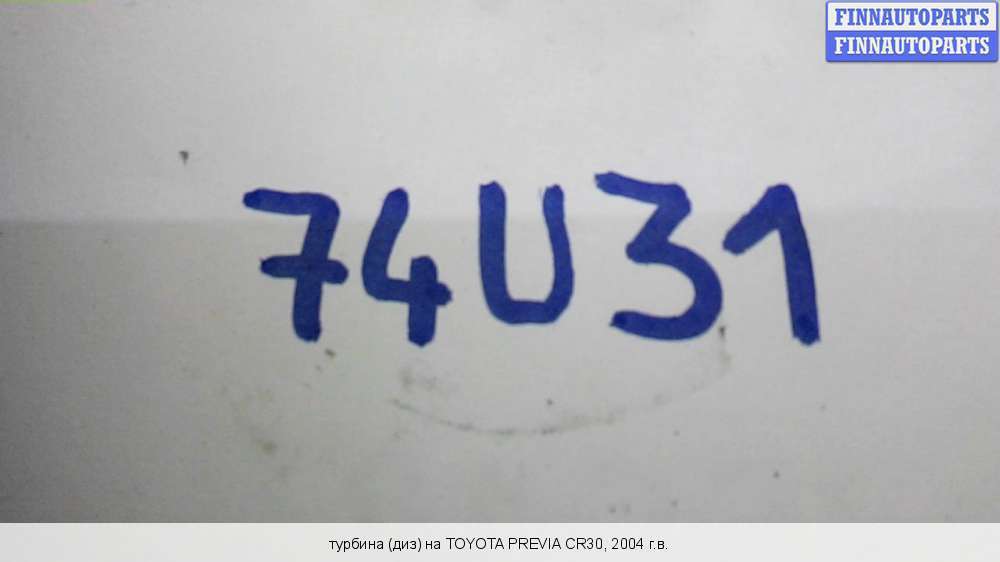 FINNAUTOPARTS
FINNAUTOPARTS
74U31
турбина (диз) на TOYOTA PREVIA CR30, 2004 г.в.